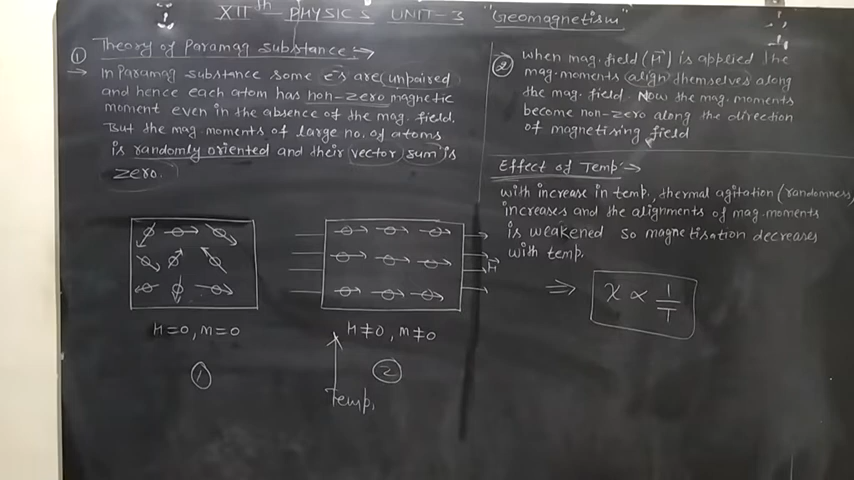 XIIth - PHYSICS UNIT-3 "Geomagnetism"
① Theory of Paramag Substance :→
→ In Paramag substance some e⁻s are unpaired
and hence each atom has non-zero magnetic
moment even in the absence of the mag. field.
But the mag moments of large no. of atoms
is randomly oriented and their vector sum is
zero.
H=0, M=0
①
H≠0, M≠0
②
Temp.
H
→ when mag. field (H) is applied the
② mag. moments align themselves along
the mag. field. Now the mag. moments
become non-zero along the direction
of magnetising field
Effect of Temp :→
with increase in temp, thermal agitation (randomness)
increases and the alignments of mag. moments
is weakened so magnetisation decreases
with temp.
⇒ χ ∝ 1/T